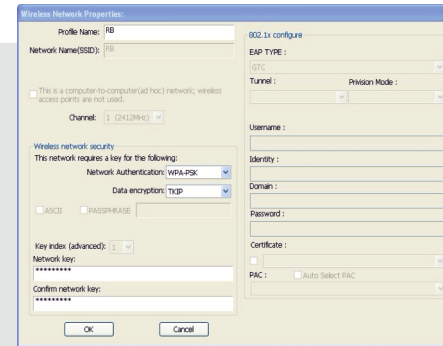 Wireless Network Properties:
Profile Name: RB
Network Name(SSID): RB
This is a computer-to-computer(ad hoc) network; wireless
access points are not used.
Channel: 1 (2412MHz)
Wireless network security
This network requires a key for the following:
Network Authentication: WPA-PSK
Data encryption: TKIP
ASCII PASSPHRASE
Key index (advanced): 1
Network key:
*********
Confirm network key:
*********
OK Cancel
802.1x configure
EAP TYPE :
GTC
Tunnel : Privision Mode :
Username :
Identity :
Domain :
Password :
Certificate :
PAC : Auto Select PAC